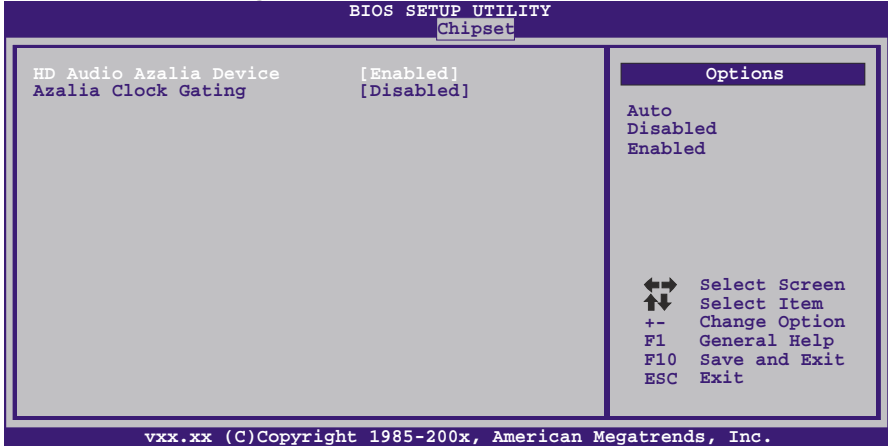 BIOS SETUP UTILITY
Chipset
HD Audio Azalia Device [Enabled]
Azalia Clock Gating [Disabled]
Options
Auto
Disabled
Enabled
Select Screen
Select Item
+- Change Option
F1 General Help
F10 Save and Exit
ESC Exit
vxx.xx (C)Copyright 1985-200x, American Megatrends, Inc.